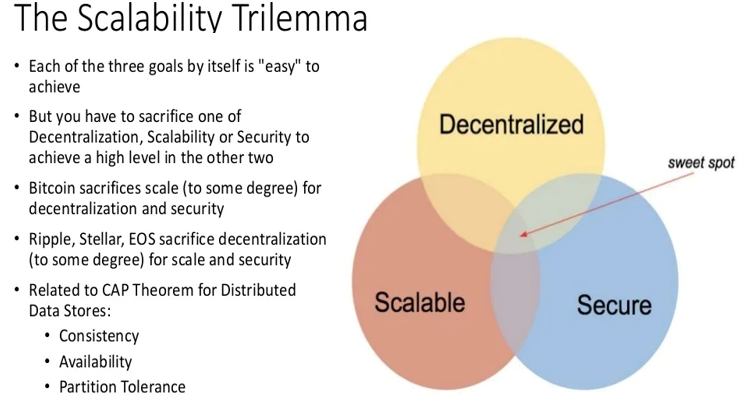 The Scalability Trilemma
• Each of the three goals by itself is "easy" to
achieve
• But you have to sacrifice one of
Decentralization, Scalability or Security to
achieve a high level in the other two
• Bitcoin sacrifices scale (to some degree) for
decentralization and security
• Ripple, Stellar, EOS sacrifice decentralization
(to some degree) for scale and security
• Related to CAP Theorem for Distributed
Data Stores:
• Consistency
• Availability
• Partition Tolerance
Decentralized
sweet spot
Scalable
Secure